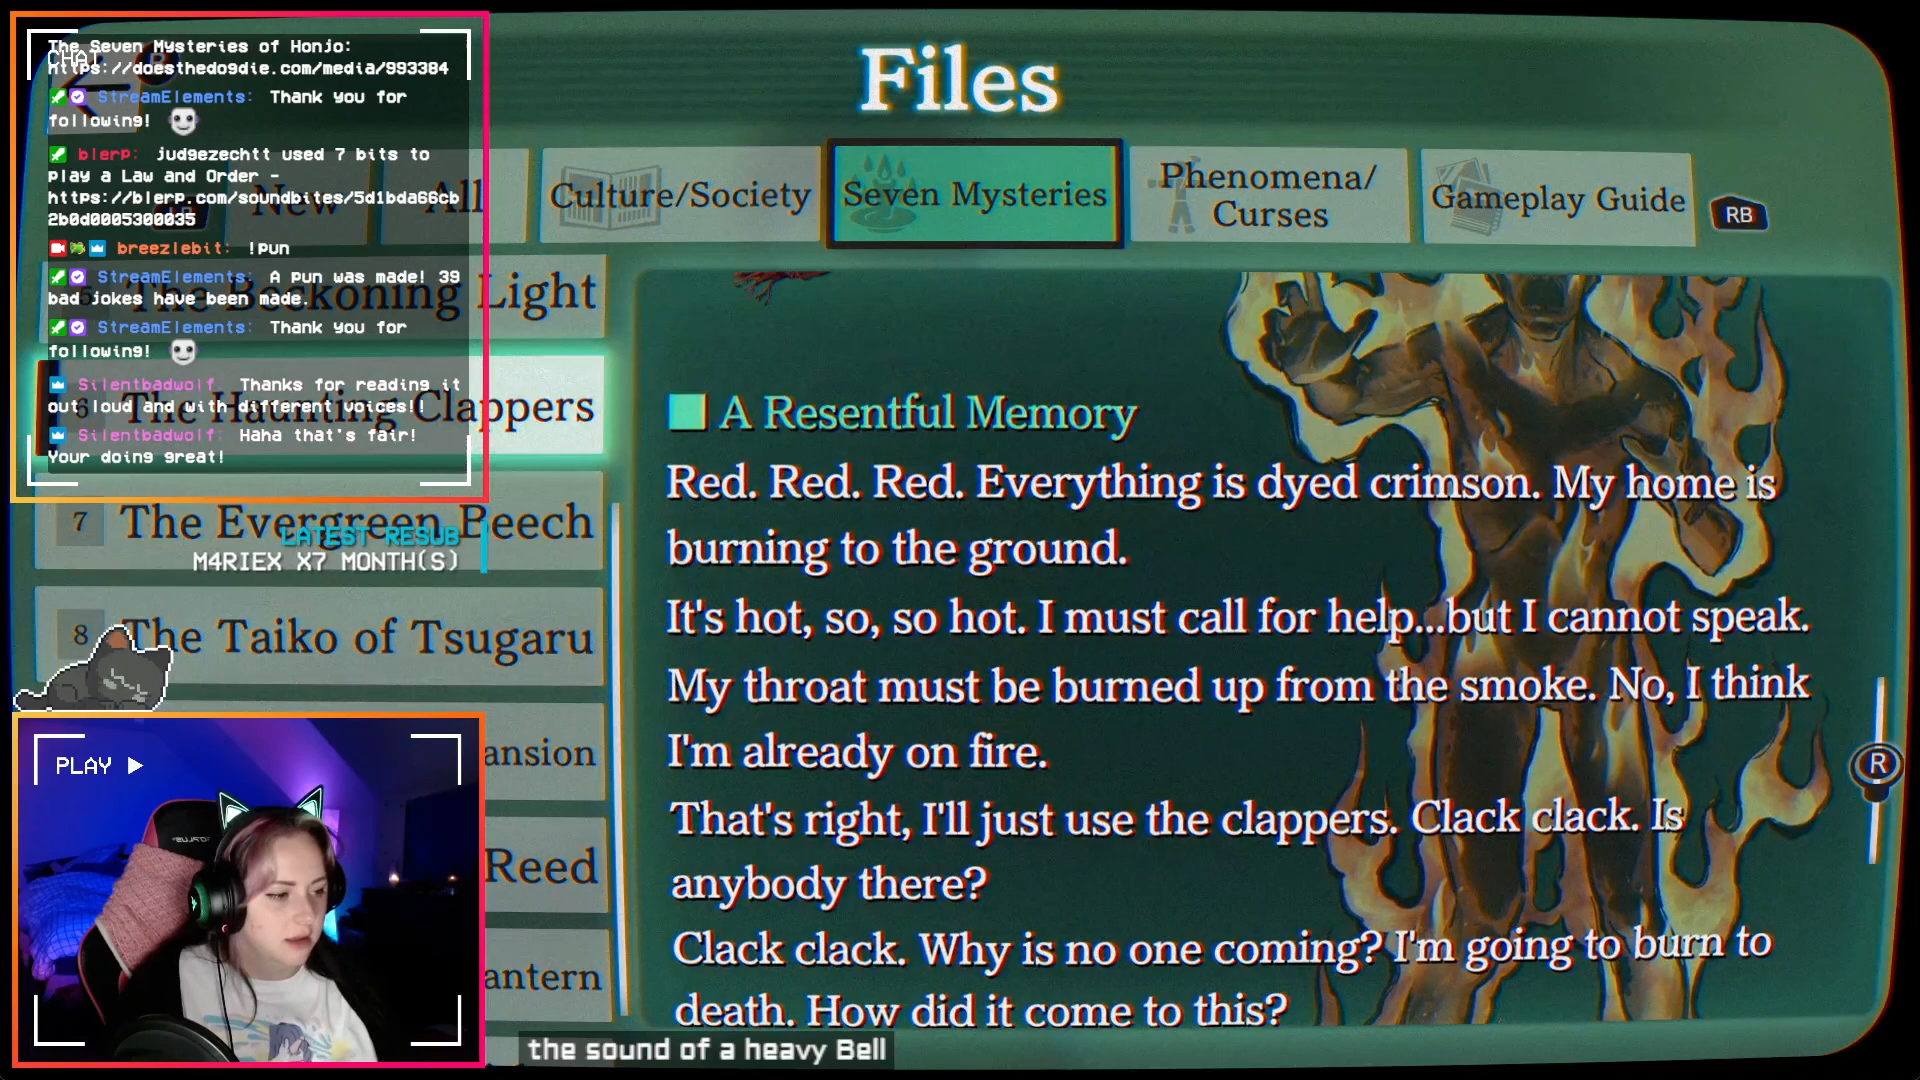 The Seven Mysteries of Honjo:
CHAT
https://doesthedogdie.com/media/993384
StreamElements: Thank you for
following!
blerp: judgezechtt used 7 bits to
play a Law and Order -
https://blerp.com/soundbites/5d1bda66cb
2b0d0005300035
breezlebit: !pun
StreamElements: A pun was made! 39
bad jokes have been made.
StreamElements: Thank you for
following!
Silentbadwolf: Thanks for reading it
out loud and with different voices!!
Silentbadwolf: Haha that's fair!
Your doing great!
Files
New
All
Culture/Society
Seven Mysteries
Phenomena/
Curses
Gameplay Guide
RB
The Beckoning Light
6 The Haunting Clappers
7 The Evergreen Beech
LATEST RESUB
M4RIEX X7 MONTH(S)
8 The Taiko of Tsugaru
ansion
Reed
antern
PLAY
A Resentful Memory
Red. Red. Red. Everything is dyed crimson. My home is
burning to the ground.
It's hot, so, so hot. I must call for help...but I cannot speak.
My throat must be burned up from the smoke. No, I think
I'm already on fire.
That's right, I'll just use the clappers. Clack clack. Is
anybody there?
Clack clack. Why is no one coming? I'm going to burn to
death. How did it come to this?
R
the sound of a heavy Bell